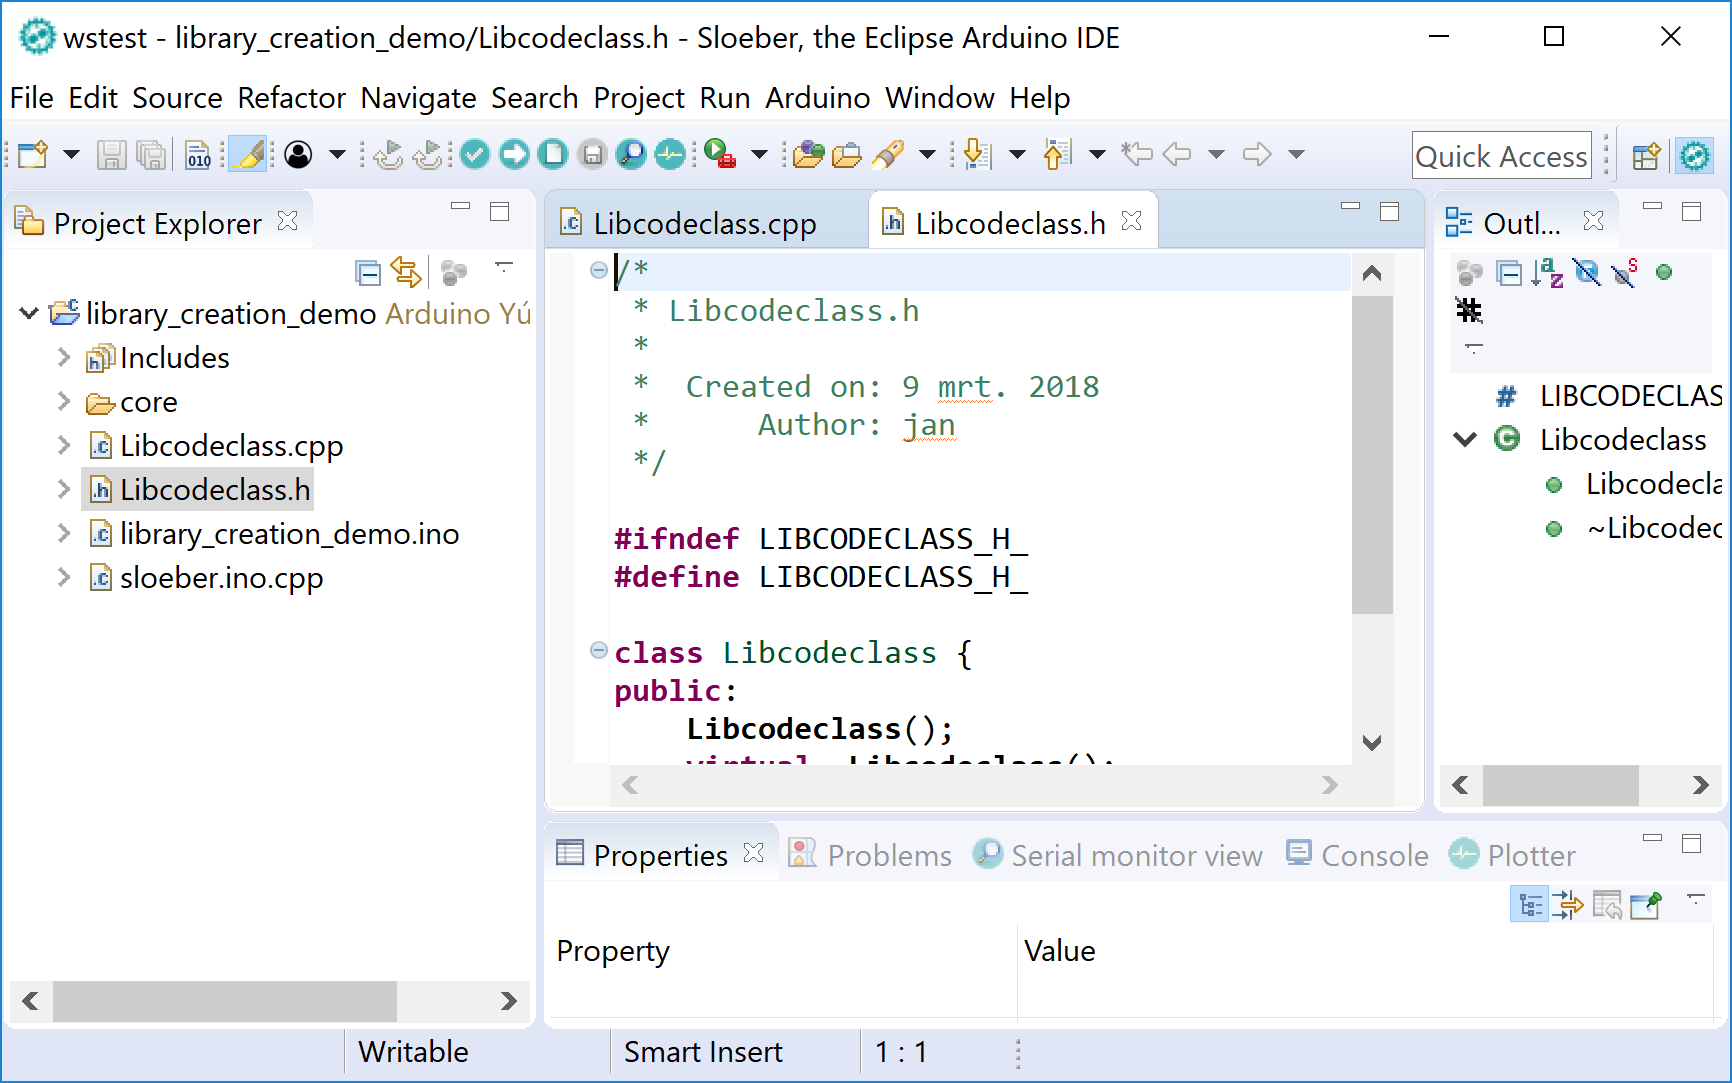 wstest - library_creation_demo/Libcodeclass.h - Sloeber, the Eclipse Arduino IDE
File Edit Source Refactor Navigate Search Project Run Arduino Window Help
010
Quick Access
Project Explorer
library_creation_demo Arduino Yú
Includes
core
Libcodeclass.cpp
Libcodeclass.h
library_creation_demo.ino
sloeber.ino.cpp
Libcodeclass.cpp
Libcodeclass.h
/*
 * Libcodeclass.h
 *
 *  Created on: 9 mrt. 2018
 *      Author: jan
 */
#ifndef LIBCODECLASS_H_
#define LIBCODECLASS_H_
class Libcodeclass {
public:
    Libcodeclass();
    virtual ~Libcodeclass();
Outl...
LIBCODECLAS
Libcodeclass
Libcodecla
~Libcodec
Properties Problems Serial monitor view Console Plotter
Property Value
Writable Smart Insert 1 : 1